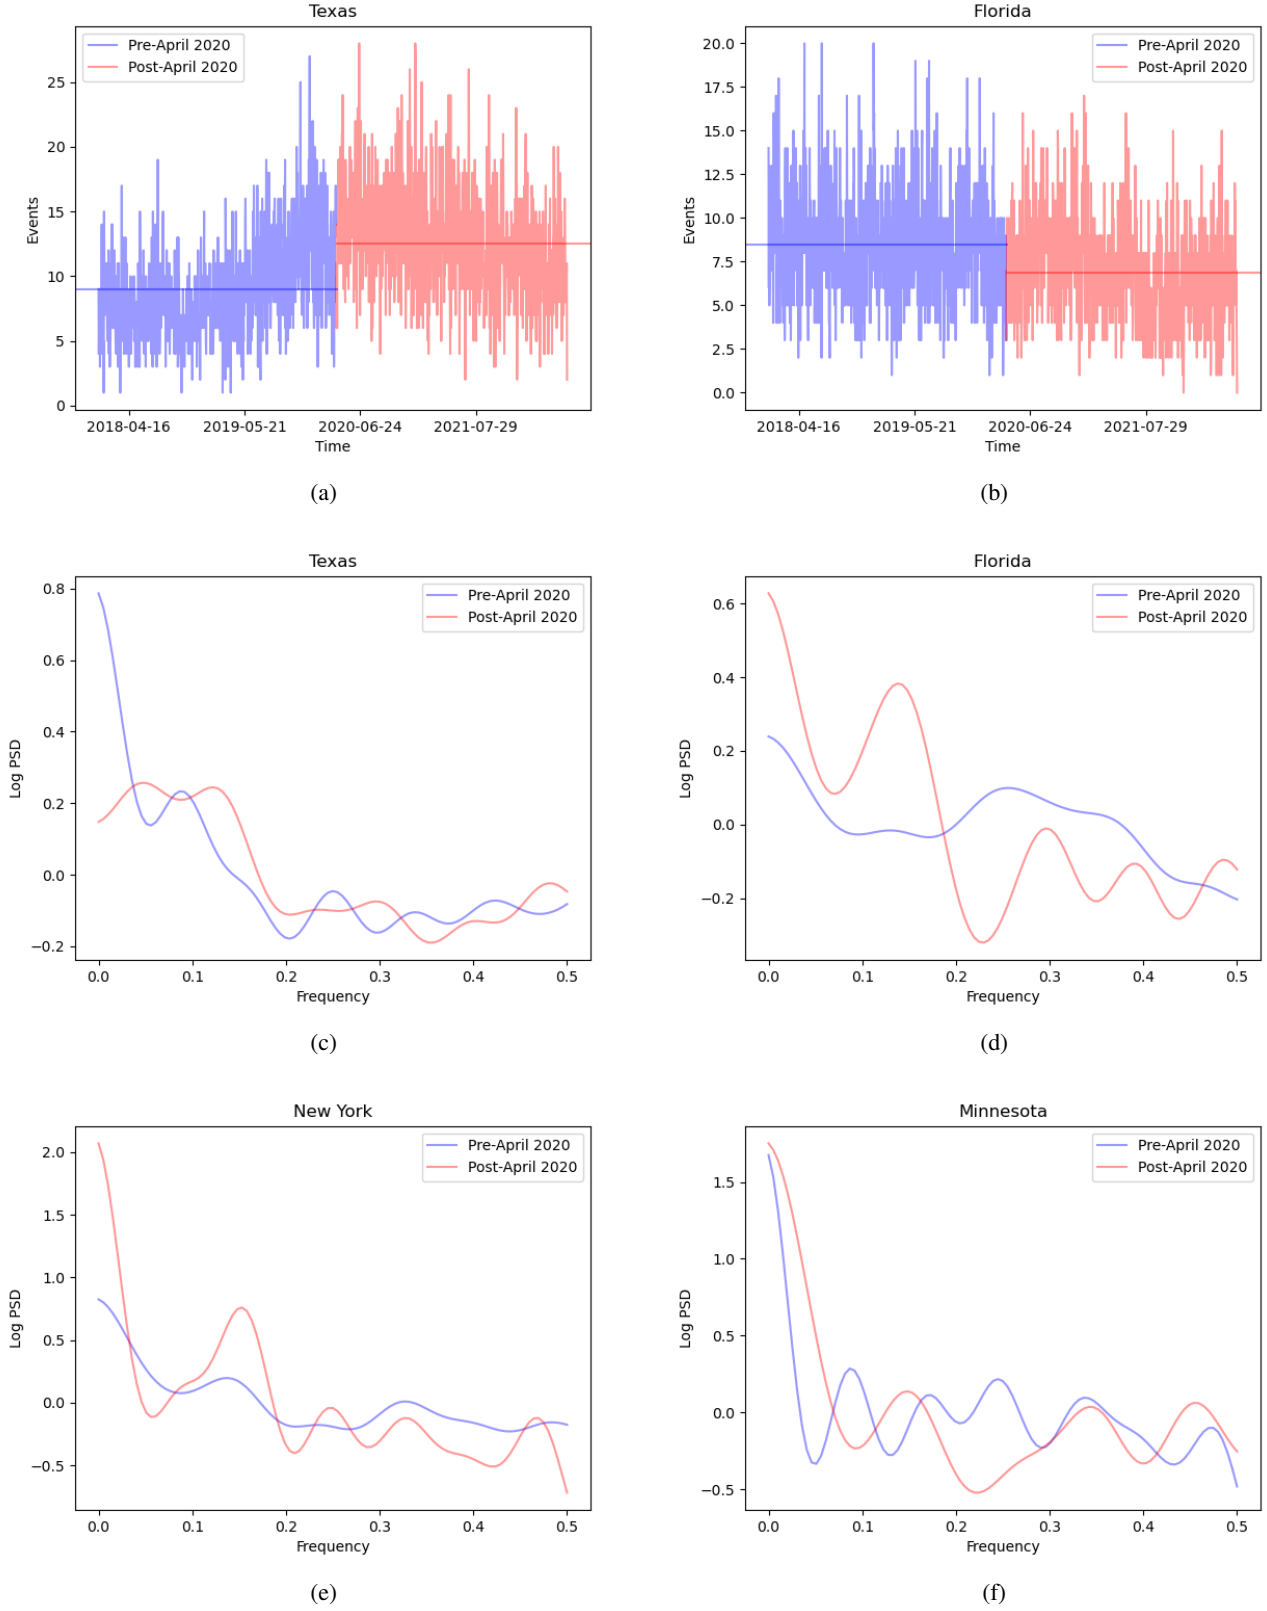 Texas
Pre-April 2020
Post-April 2020
25
20
15
10
5
0
Events
2018-04-16 2019-05-21 2020-06-24 2021-07-29
Time
(a)
Florida
Pre-April 2020
Post-April 2020
20.0
17.5
15.0
12.5
10.0
7.5
5.0
2.5
0.0
Events
2018-04-16 2019-05-21 2020-06-24 2021-07-29
Time
(b)
Texas
Pre-April 2020
Post-April 2020
0.8
0.6
0.4
0.2
0.0
−0.2
Log PSD
0.0 0.1 0.2 0.3 0.4 0.5
Frequency
(c)
Florida
Pre-April 2020
Post-April 2020
0.6
0.4
0.2
0.0
−0.2
Log PSD
0.0 0.1 0.2 0.3 0.4 0.5
Frequency
(d)
New York
Pre-April 2020
Post-April 2020
2.0
1.5
1.0
0.5
0.0
−0.5
Log PSD
0.0 0.1 0.2 0.3 0.4 0.5
Frequency
(e)
Minnesota
Pre-April 2020
Post-April 2020
1.5
1.0
0.5
0.0
−0.5
Log PSD
0.0 0.1 0.2 0.3 0.4 0.5
Frequency
(f)